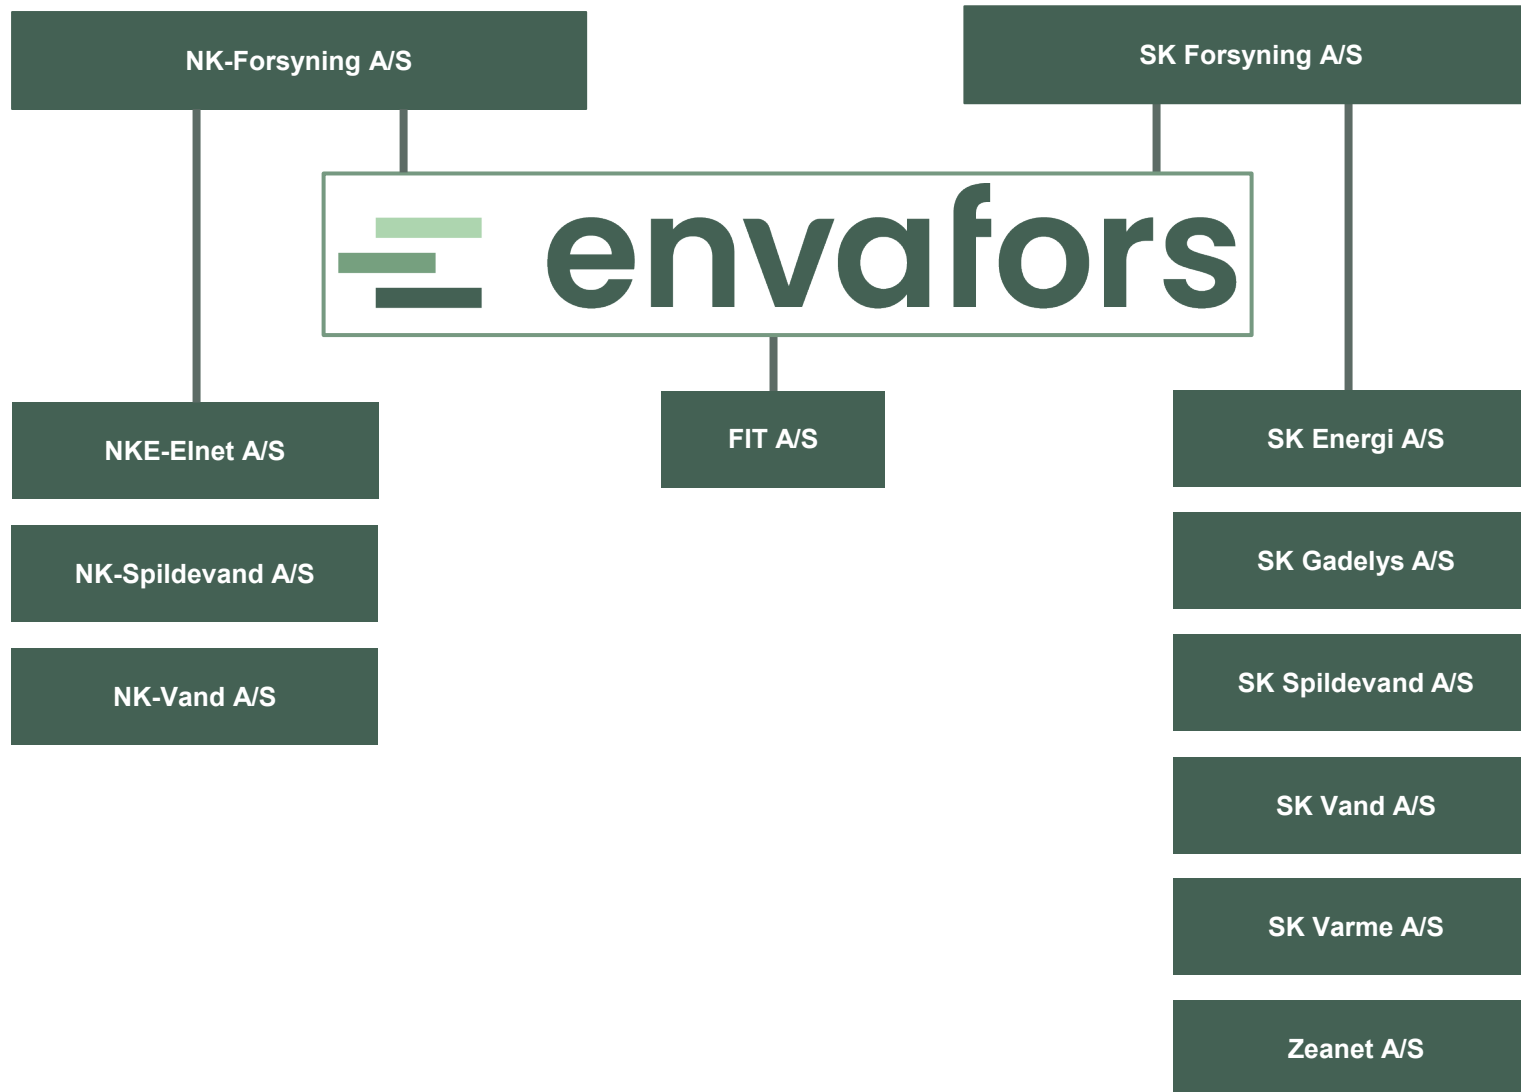 NK-Forsyning A/S
SK Forsyning A/S
envafors
NKE-Elnet A/S
FIT A/S
SK Energi A/S
NK-Spildevand A/S
SK Gadelys A/S
NK-Vand A/S
SK Spildevand A/S
SK Vand A/S
SK Varme A/S
Zeanet A/S